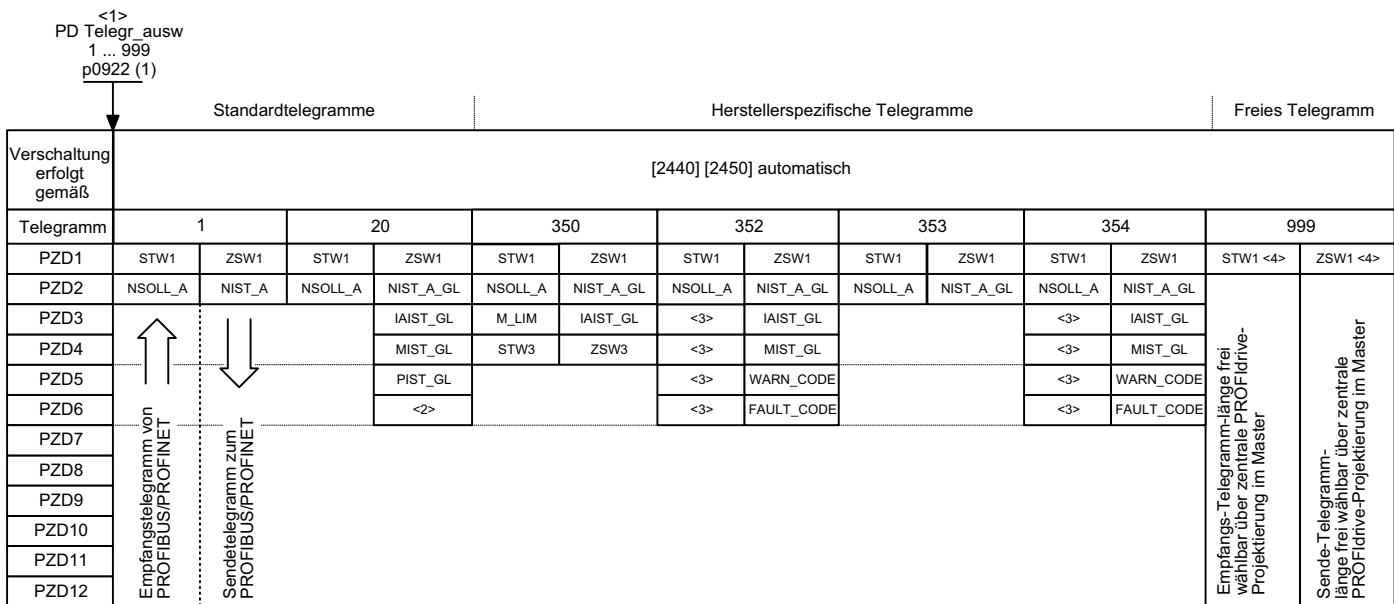 <1>
PD Telegr_ausw
1 ... 999
p0922 (1)
Standardtelegramme
Herstellerspezifische Telegramme
Freies Telegramm
Verschaltung
erfolgt
gemäß
[2440] [2450] automatisch
Telegramm 1 20 350 352 353 354 999
PZD1 STW1 ZSW1 STW1 ZSW1 STW1 ZSW1 STW1 ZSW1 STW1 ZSW1 STW1 ZSW1 STW1 <4> ZSW1 <4>
PZD2 NSOLL_A NIST_A NSOLL_A NIST_A_GL NSOLL_A NIST_A_GL NSOLL_A NIST_A_GL NSOLL_A NIST_A_GL NSOLL_A NIST_A_GL
PZD3 IAIST_GL M_LIM IAIST_GL <3> IAIST_GL <3> IAIST_GL
PZD4 MIST_GL STW3 ZSW3 <3> MIST_GL <3> MIST_GL
PZD5 PIST_GL <3> WARN_CODE <3> WARN_CODE
PZD6 <2> <3> FAULT_CODE <3> FAULT_CODE
PZD7
PZD8
PZD9
PZD10
PZD11
PZD12
Empfangstelegramm von
PROFIBUS/PROFINET
Sendetelegramm zum
PROFIBUS/PROFINET
Empfangs-Telegramm-länge frei
wählbar über zentrale PROFIdrive-
Projektierung im Master
Sende-Telegramm-
länge frei wählbar über zentrale
PROFIdrive-Projektierung im Master